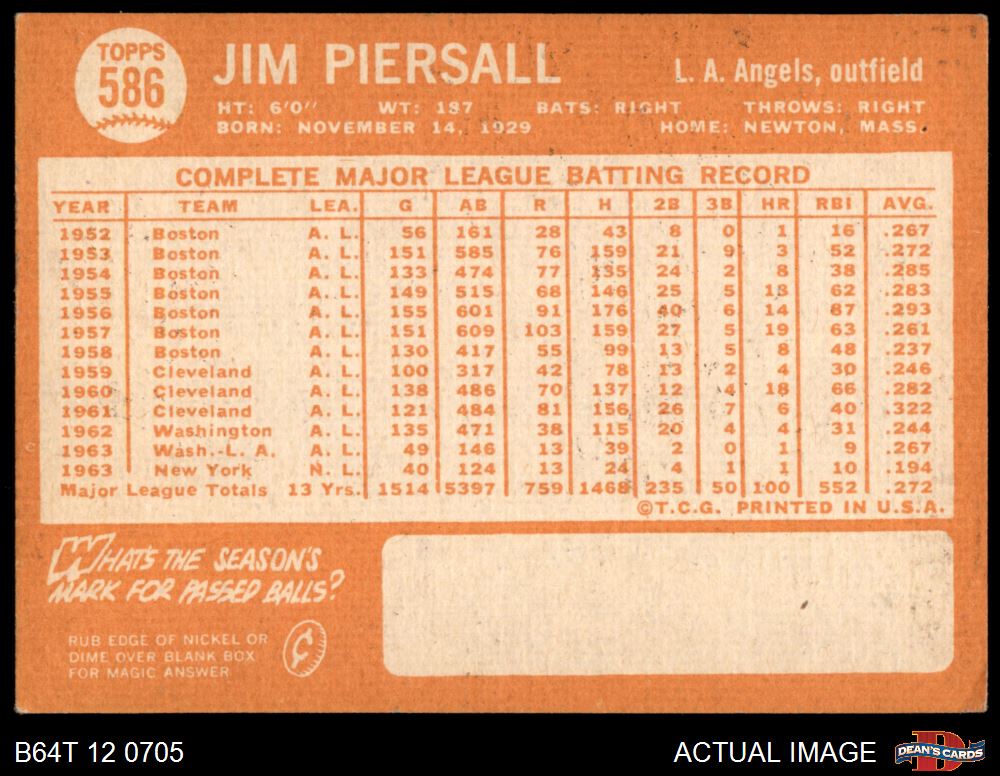 TOPPS
586
JIM PIERSALL
L. A. Angels, outfield
HT: 6'0" WT: 187 BATS: RIGHT THROWS: RIGHT
BORN: NOVEMBER 14, 1929 HOME: NEWTON, MASS.
COMPLETE MAJOR LEAGUE BATTING RECORD
YEAR TEAM LEA. G AB R H 2B 3B HR RBI AVG.
1952 Boston A. L. 56 161 28 43 8 0 1 16 .267
1953 Boston A. L. 151 585 76 159 21 9 3 52 .272
1954 Boston A. L. 133 474 77 135 24 2 8 38 .285
1955 Boston A. L. 149 515 68 146 25 5 13 62 .283
1956 Boston A. L. 155 601 91 176 40 6 14 87 .293
1957 Boston A. L. 151 609 103 159 27 5 19 63 .261
1958 Boston A. L. 130 417 55 99 13 5 8 48 .237
1959 Cleveland A. L. 100 317 42 78 13 2 4 30 .246
1960 Cleveland A. L. 138 486 70 137 12 4 18 66 .282
1961 Cleveland A. L. 121 484 81 156 26 7 6 40 .322
1962 Washington A. L. 135 471 38 115 20 4 4 31 .244
1963 Wash.-L. A. A. L. 49 146 13 39 2 0 1 9 .267
1963 New York N. L. 40 124 13 24 4 1 1 10 .194
Major League Totals 13 Yrs. 1514 5397 759 1468 235 50 100 552 .272
©T.C.G. PRINTED IN U.S.A.
WHAT'S THE SEASON'S
MARK FOR PASSED BALLS?
RUB EDGE OF NICKEL OR
DIME OVER BLANK BOX
FOR MAGIC ANSWER
¢
B64T 12 0705
ACTUAL IMAGE
D
DEAN'S CARDS